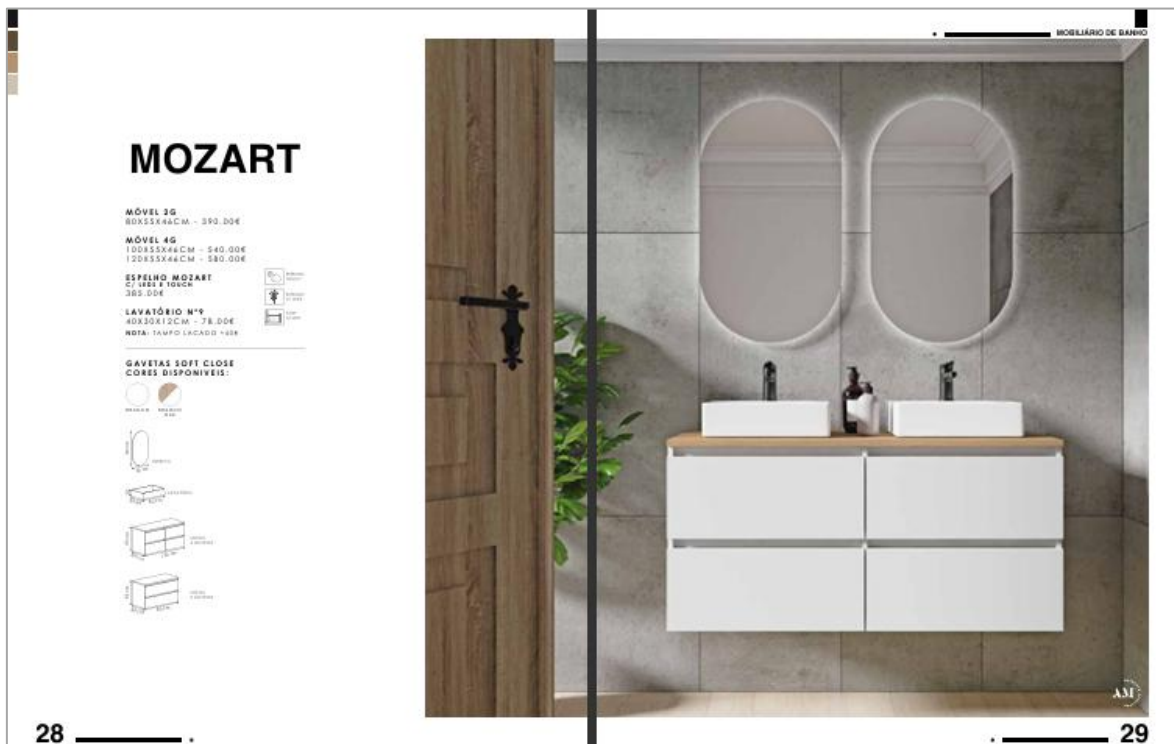 MOBILIÁRIO DE BANHO
MOZART
MÓVEL 2G
80X55X46CM - 390.00€
MÓVEL 4G
100X55X46CM - 540.00€
120X55X46CM - 580.00€
ESPELHO MOZART
C/ LEDS E TOUCH
385.00€
LAVATÓRIO Nº9
40X30X12CM - 78.00€
NOTA: TAMPO LACADO +60€
GAVETAS SOFT CLOSE
CORES DISPONIVEIS:
AM
28
29